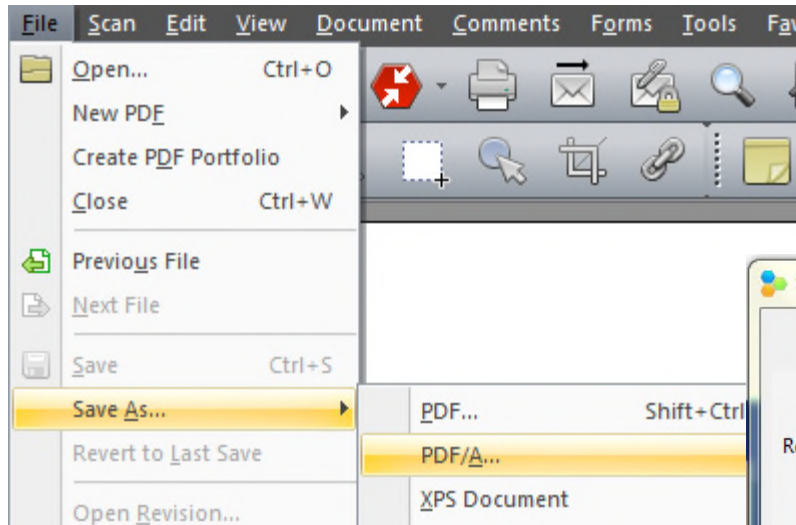 File Scan Edit View Document Comments Forms Tools
Open... Ctrl+O
New PDF
Create PDF Portfolio
Close Ctrl+W
Previous File
Next File
Save Ctrl+S
Save As... PDF... Shift+Ctrl
Revert to Last Save PDF/A...
Open Revision... XPS Document